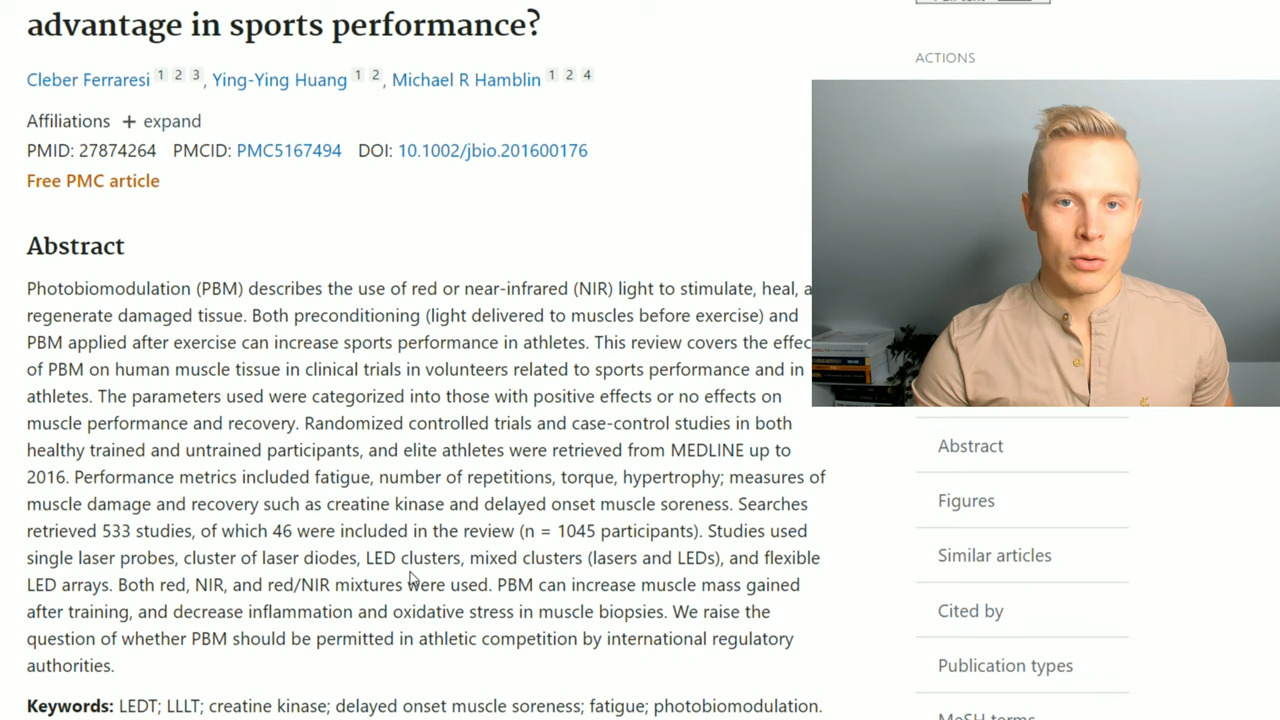 advantage in sports performance?
Cleber Ferraresi 1 2 3 , Ying-Ying Huang 1 2 , Michael R Hamblin 1 2 4
Affiliations + expand
PMID: 27874264 PMCID: PMC5167494 DOI: 10.1002/jbio.201600176
Free PMC article
Abstract
Photobiomodulation (PBM) describes the use of red or near-infrared (NIR) light to stimulate, heal, a
regenerate damaged tissue. Both preconditioning (light delivered to muscles before exercise) and
PBM applied after exercise can increase sports performance in athletes. This review covers the effec
of PBM on human muscle tissue in clinical trials in volunteers related to sports performance and in
athletes. The parameters used were categorized into those with positive effects or no effects on
muscle performance and recovery. Randomized controlled trials and case-control studies in both
healthy trained and untrained participants, and elite athletes were retrieved from MEDLINE up to
2016. Performance metrics included fatigue, number of repetitions, torque, hypertrophy; measures of
muscle damage and recovery such as creatine kinase and delayed onset muscle soreness. Searches
retrieved 533 studies, of which 46 were included in the review (n = 1045 participants). Studies used
single laser probes, cluster of laser diodes, LED clusters, mixed clusters (lasers and LEDs), and flexible
LED arrays. Both red, NIR, and red/NIR mixtures were used. PBM can increase muscle mass gained
after training, and decrease inflammation and oxidative stress in muscle biopsies. We raise the
question of whether PBM should be permitted in athletic competition by international regulatory
authorities.
Keywords: LEDT; LLLT; creatine kinase; delayed onset muscle soreness; fatigue; photobiomodulation.
ACTIONS
Abstract
Figures
Similar articles
Cited by
Publication types
MeSH terms